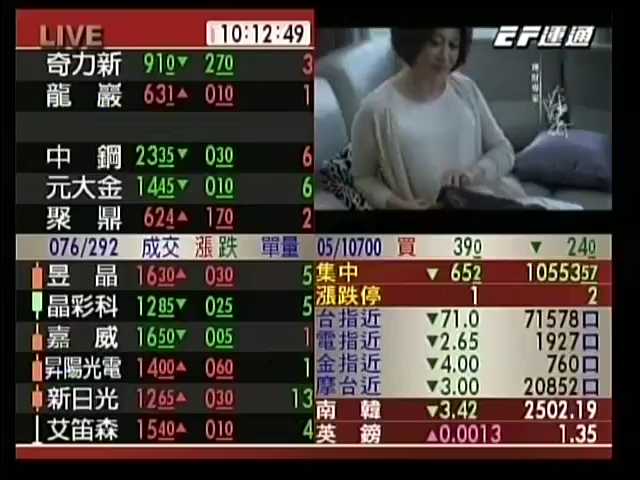 LIVE 10:12:49
奇力新 910▼ 270 3
龍巖 631▲ 010 1
中鋼 2335▼ 030 6
元大金 1445▼ 010 6
聚鼎 624▲ 170 2
076/292 成交 漲跌 單量
昱晶 1630▲ 030 5
晶彩科 1285▼ 025 5
嘉威 1650▼ 005 1
昇陽光電 1400▲ 060 1
新日光 1265▲ 030 13
艾笛森 1540▲ 010 4
運通
理財專家
05/10700 買 390 ▼ 240
集中 ▼ 652 1055357
漲跌停 1 2
台指近 ▼71.0 71578口
電指近 ▼2.65 1927口
金指近 ▼4.00 760口
摩台近 ▼3.00 20852口
南韓 ▼3.42 2502.19
英鎊 ▲0.0013 1.35